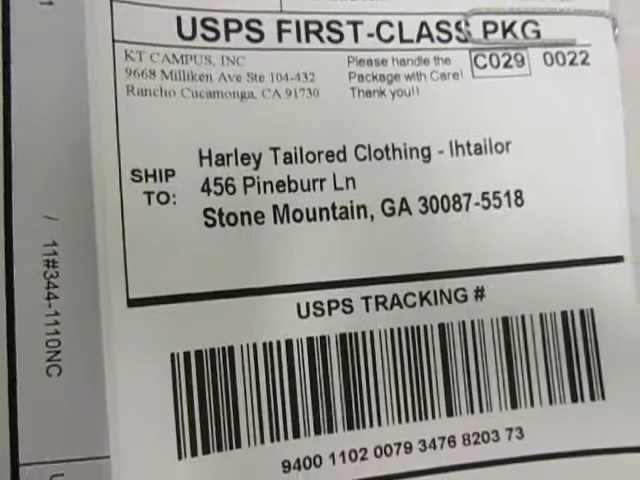 USPS FIRST-CLASS PKG
KT CAMPUS, INC
9668 Milliken Ave Ste 104-432
Rancho Cucamonga, CA 91730
Please handle the
Package with Care!
Thank you!!
C029 0022
SHIP
TO:
Harley Tailored Clothing - Ihtailor
456 Pineburr Ln
Stone Mountain, GA 30087-5518
USPS TRACKING #
9400 1102 0079 3476 8203 73
/ 11#344-1110NC